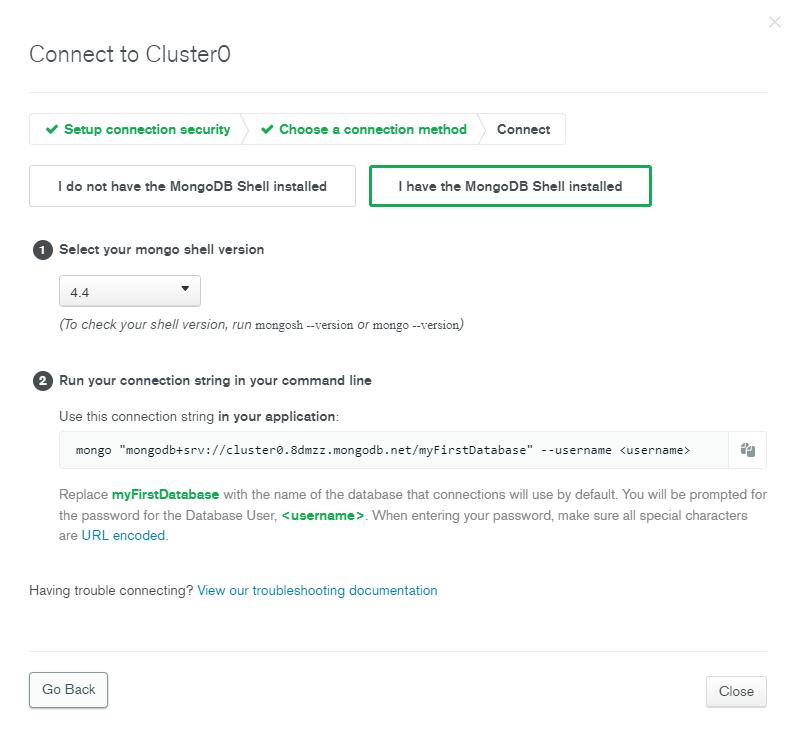 Connect to Cluster0
✔ Setup connection security ✔ Choose a connection method Connect
I do not have the MongoDB Shell installed I have the MongoDB Shell installed
1 Select your mongo shell version
4.4
(To check your shell version, run mongosh --version or mongo --version)
2 Run your connection string in your command line
Use this connection string in your application:
mongo "mongodb+srv://cluster0.8dmzz.mongodb.net/myFirstDatabase" --username <username>
Replace myFirstDatabase with the name of the database that connections will use by default. You will be prompted for
the password for the Database User, <username>. When entering your password, make sure all special characters
are URL encoded.
Having trouble connecting? View our troubleshooting documentation
Go Back Close